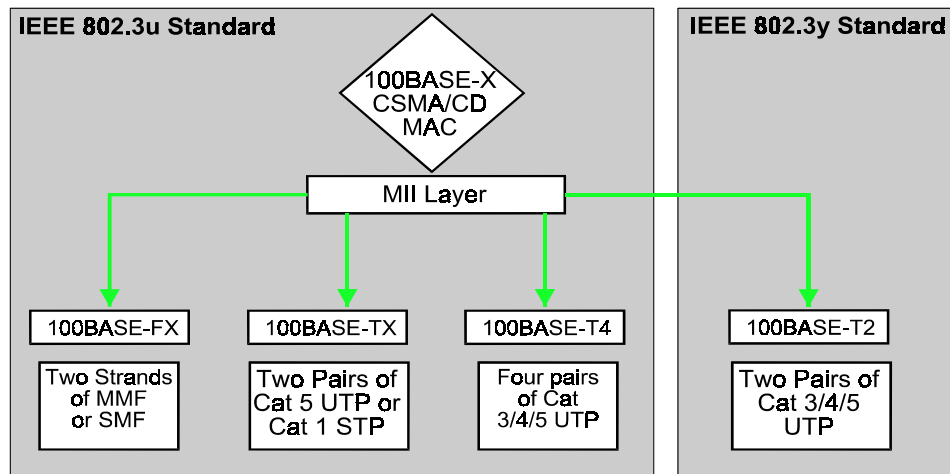 IEEE 802.3u Standard
IEEE 802.3y Standard
100BASE-X
CSMA/CD
MAC
MII Layer
100BASE-FX
100BASE-TX
100BASE-T4
100BASE-T2
Two Strands
of MMF
or SMF
Two Pairs of
Cat 5 UTP or
Cat 1 STP
Four pairs
of Cat
3/4/5 UTP
Two Pairs of
Cat 3/4/5
UTP